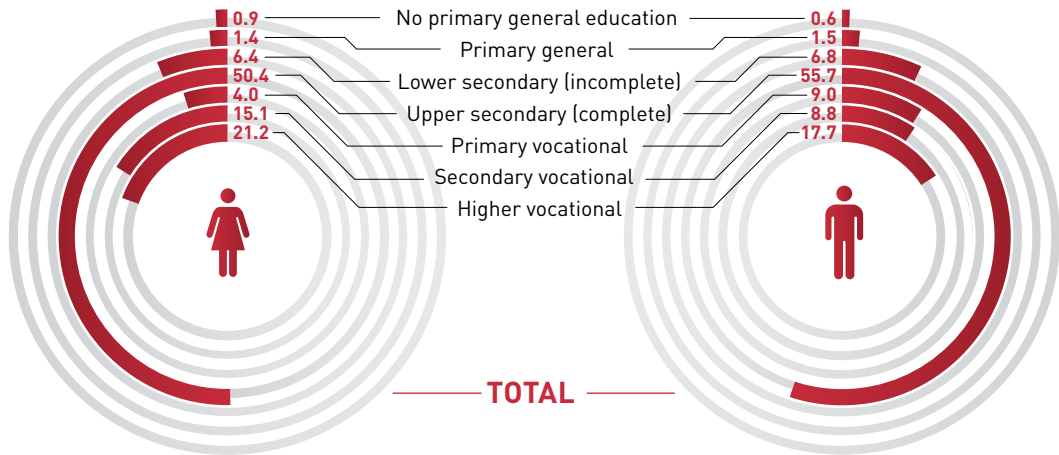 0.9 No primary general education 0.6
1.4 Primary general 1.5
6.4 Lower secondary (incomplete) 6.8
50.4 Upper secondary (complete) 55.7
4.0 Primary vocational 9.0
15.1 Secondary vocational 8.8
21.2 Higher vocational 17.7
TOTAL